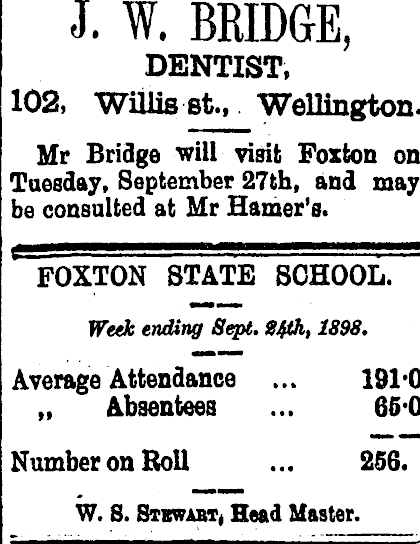 J. W. BRIDGE,
DENTIST,
102, Willis st., Wellington.
Mr Bridge will visit Foxton on
Tuesday, September 27th, and may
be consulted at Mr Hamer's.
FOXTON STATE SCHOOL.
Week ending Sept. 24th, 1898.
Average Attendance ... 191·0
„ Absentees ... 65·0
Number on Roll ... 256.
W. S. STEWART, Head Master.